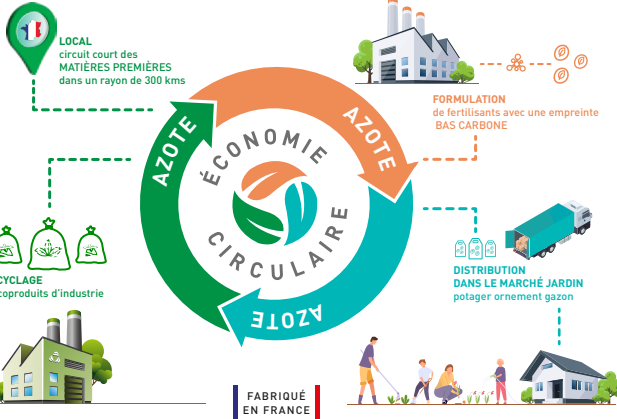 LOCAL
circuit court des
MATIÈRES PREMIÈRES
dans un rayon de 300 kms
FORMULATION
de fertilisants avec une empreinte
BAS CARBONE
AZOTE
AZOTE
ÉCONOMIE
CIRCULAIRE
AZOTE
CYCLAGE
coproduits d'industrie
DISTRIBUTION
DANS LE MARCHÉ JARDIN
potager ornement gazon
FABRIQUÉ
EN FRANCE